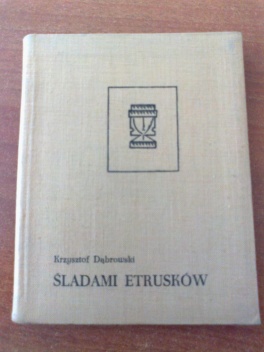 Krzysztof Dąbrowski
ŚLADAMI ETRUSKÓW